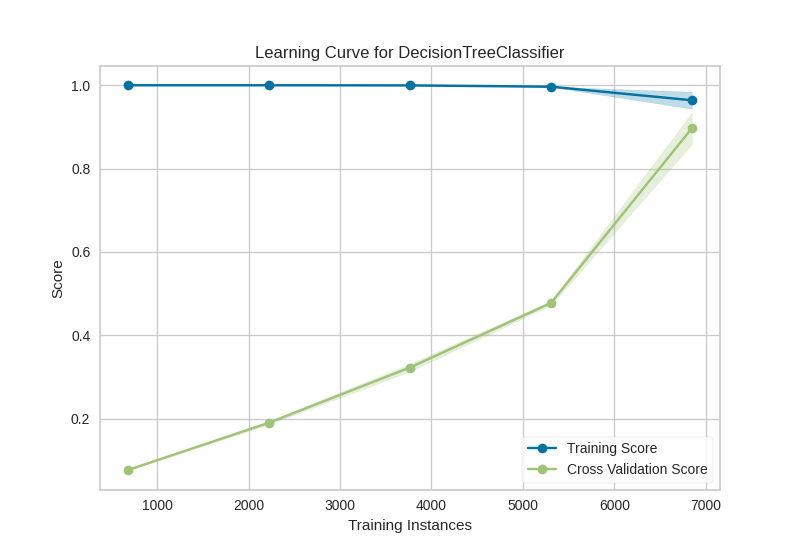 Learning Curve for DecisionTreeClassifier
1.0
0.8
0.6
0.4
0.2
Score
1000 2000 3000 4000 5000 6000 7000
Training Instances
Training Score
Cross Validation Score